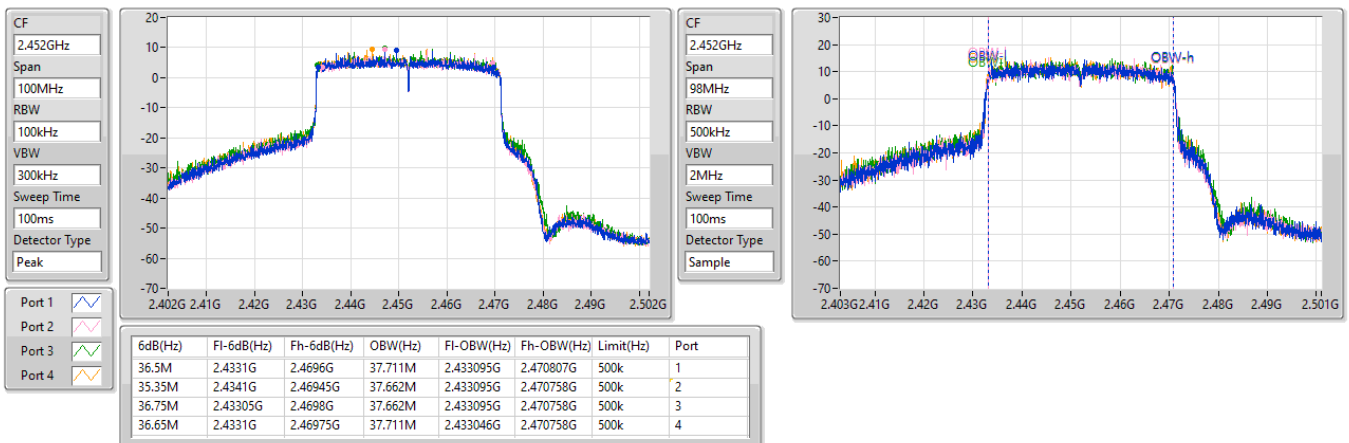 CF
2.452GHz
Span
100MHz
RBW
100kHz
VBW
300kHz
Sweep Time
100ms
Detector Type
Peak
20
10
0
-10
-20
-30
-40
-50
-60
-70
2.402G 2.41G 2.42G 2.43G 2.44G 2.45G 2.46G 2.47G 2.48G 2.49G 2.502G
CF
2.452GHz
Span
98MHz
RBW
500kHz
VBW
2MHz
Sweep Time
100ms
Detector Type
Sample
30
20
10
0
-10
-20
-30
-40
-50
-60
-70
OBW-l OBW-h
2.403G 2.41G 2.42G 2.43G 2.44G 2.45G 2.46G 2.47G 2.48G 2.49G 2.501G
Port 1
Port 2
Port 3
Port 4
6dB(Hz) Fl-6dB(Hz) Fh-6dB(Hz) OBW(Hz) Fl-OBW(Hz) Fh-OBW(Hz) Limit(Hz) Port
36.5M 2.4331G 2.4696G 37.711M 2.433095G 2.470807G 500k 1
35.35M 2.4341G 2.46945G 37.662M 2.433095G 2.470758G 500k 2
36.75M 2.43305G 2.4698G 37.662M 2.433095G 2.470758G 500k 3
36.65M 2.4331G 2.46975G 37.711M 2.433046G 2.470758G 500k 4